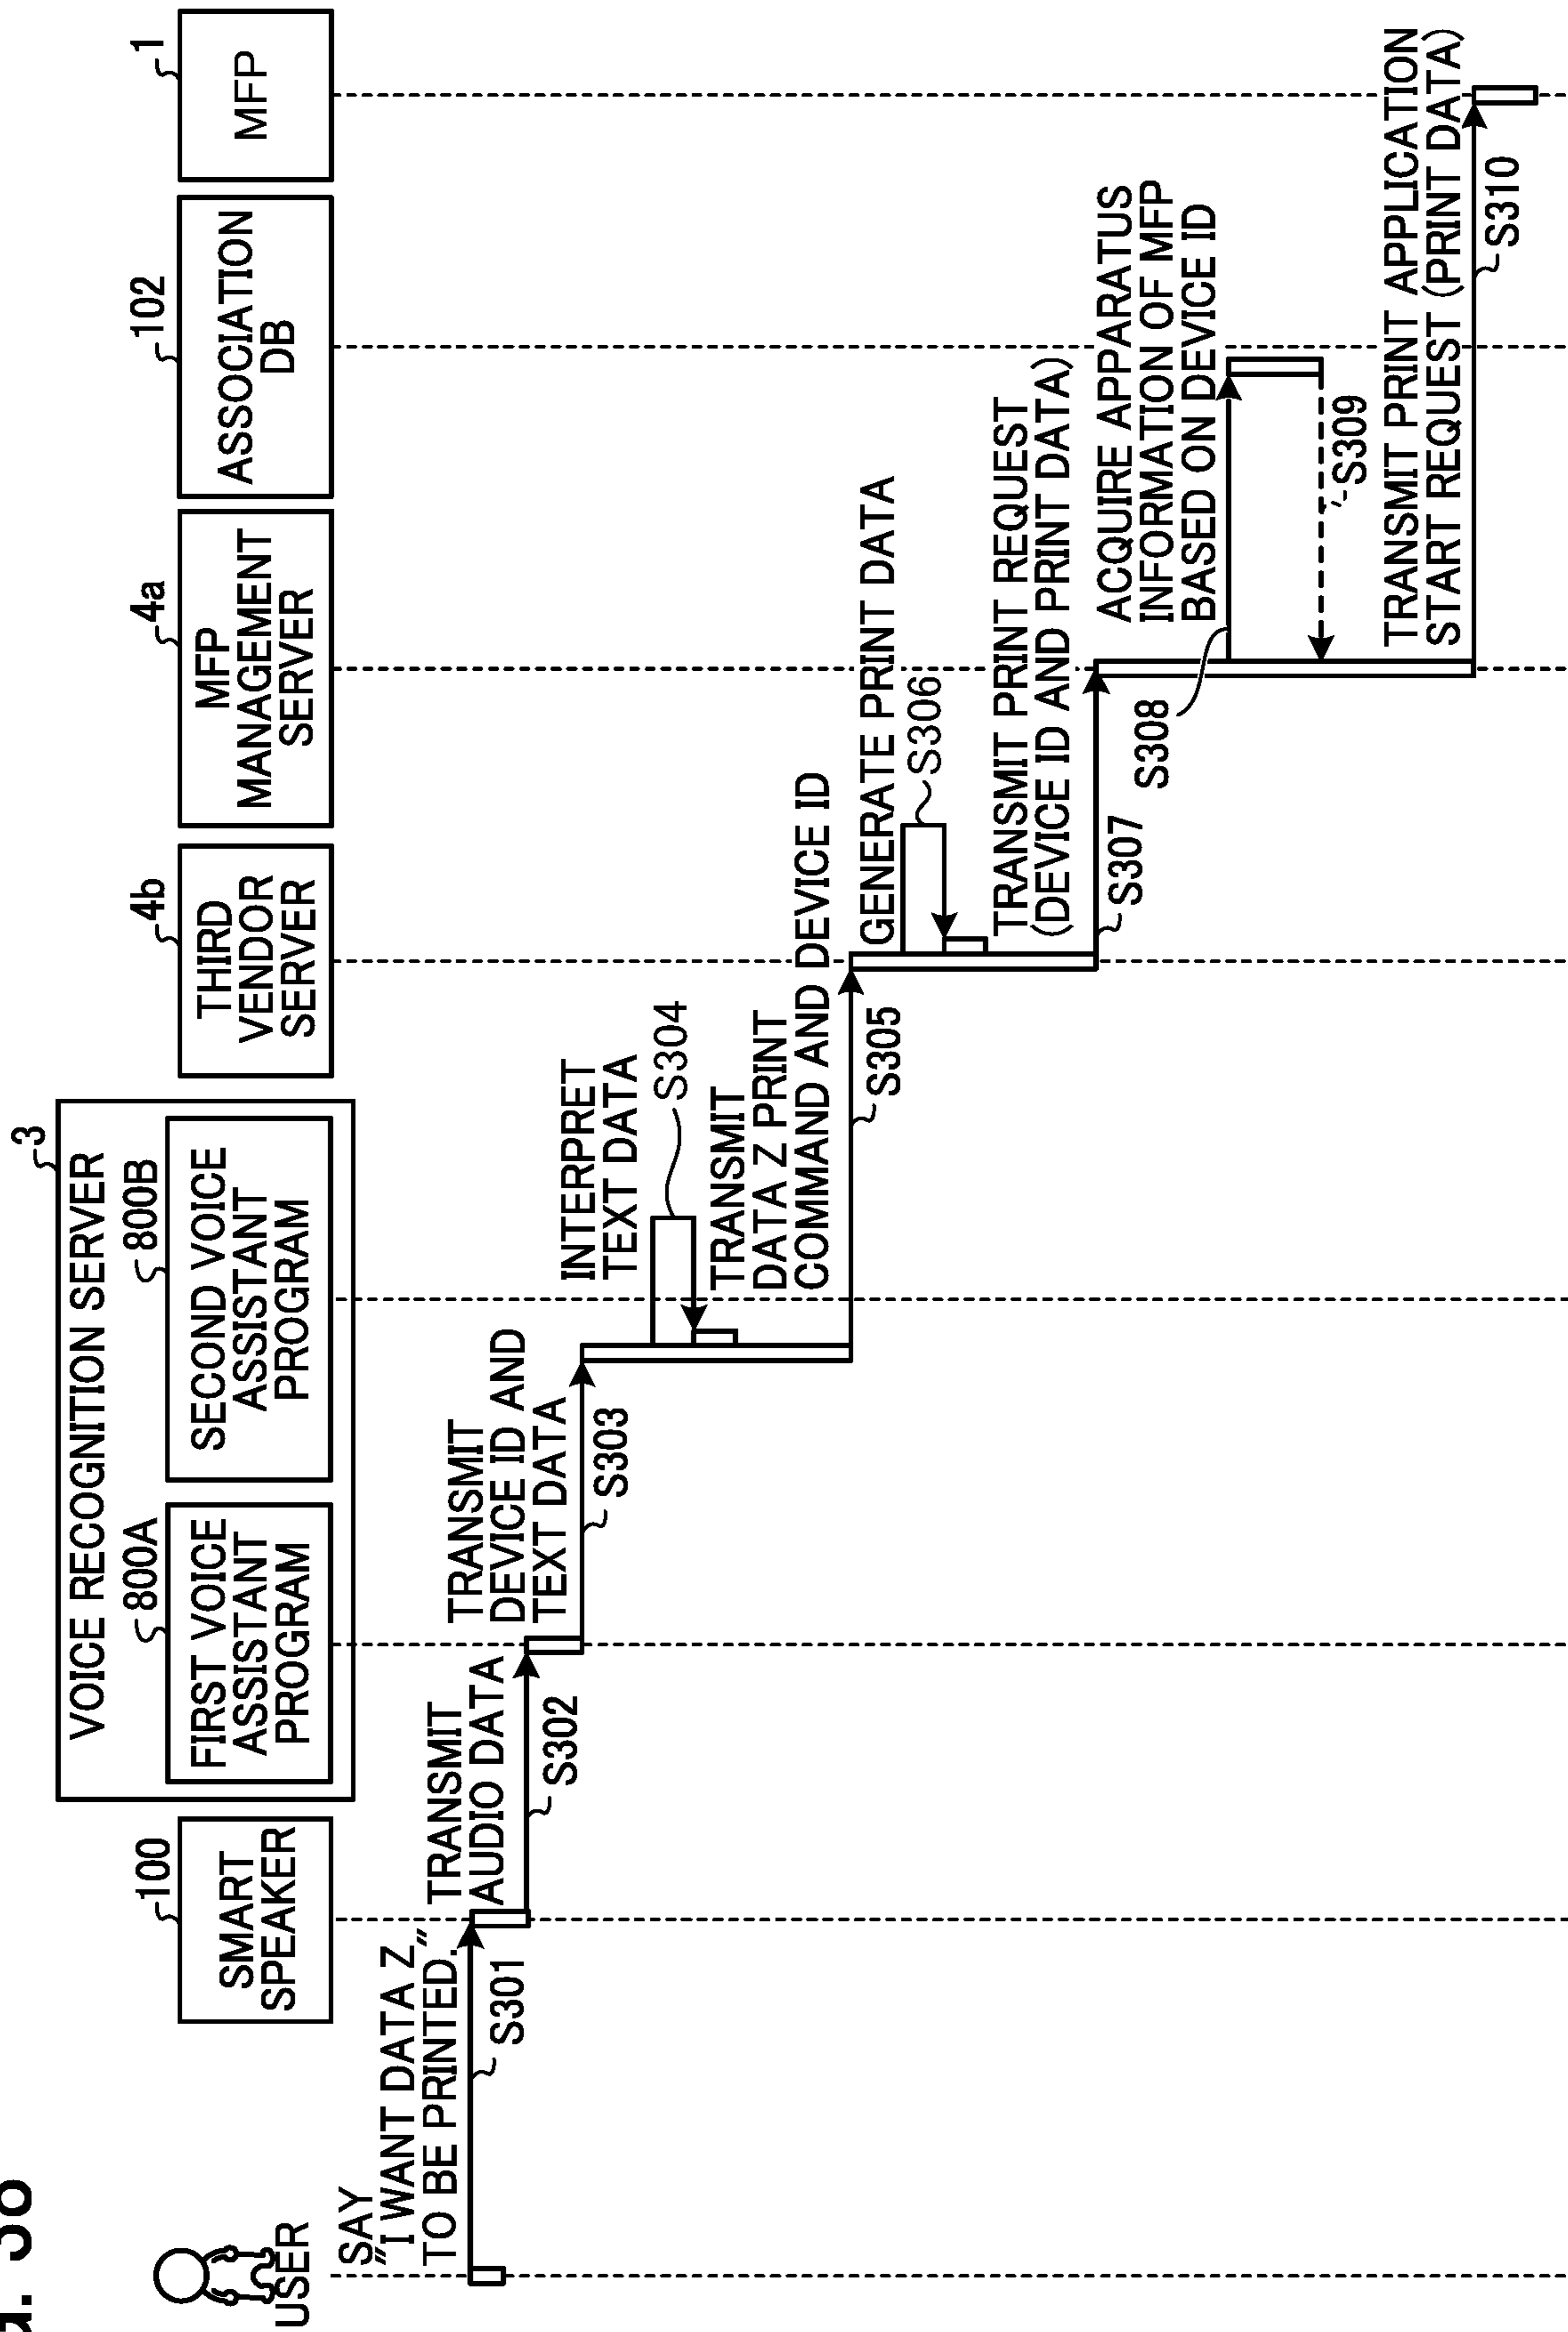 USER
100
SMART
SPEAKER
3
VOICE RECOGNITION SERVER
800A
FIRST VOICE
ASSISTANT
PROGRAM
800B
SECOND VOICE
ASSISTANT
PROGRAM
4b
THIRD
VENDOR
SERVER
4a
MFP
MANAGEMENT
SERVER
102
ASSOCIATION
DB
1
MFP
SAY
"I WANT DATA Z"
TO BE PRINTED.
S301
TRANSMIT
AUDIO DATA
S302
TRANSMIT
DEVICE ID AND
TEXT DATA
S303
INTERPRET
TEXT DATA
S304
TRANSMIT
DATA Z PRINT
COMMAND AND DEVICE ID
S305
GENERATE PRINT DATA
S306
TRANSMIT PRINT REQUEST
(DEVICE ID AND PRINT DATA)
S307
ACQUIRE APPARATUS
INFORMATION OF MFP
BASED ON DEVICE ID
S308
S309
TRANSMIT PRINT APPLICATION
START REQUEST (PRINT DATA)
S310